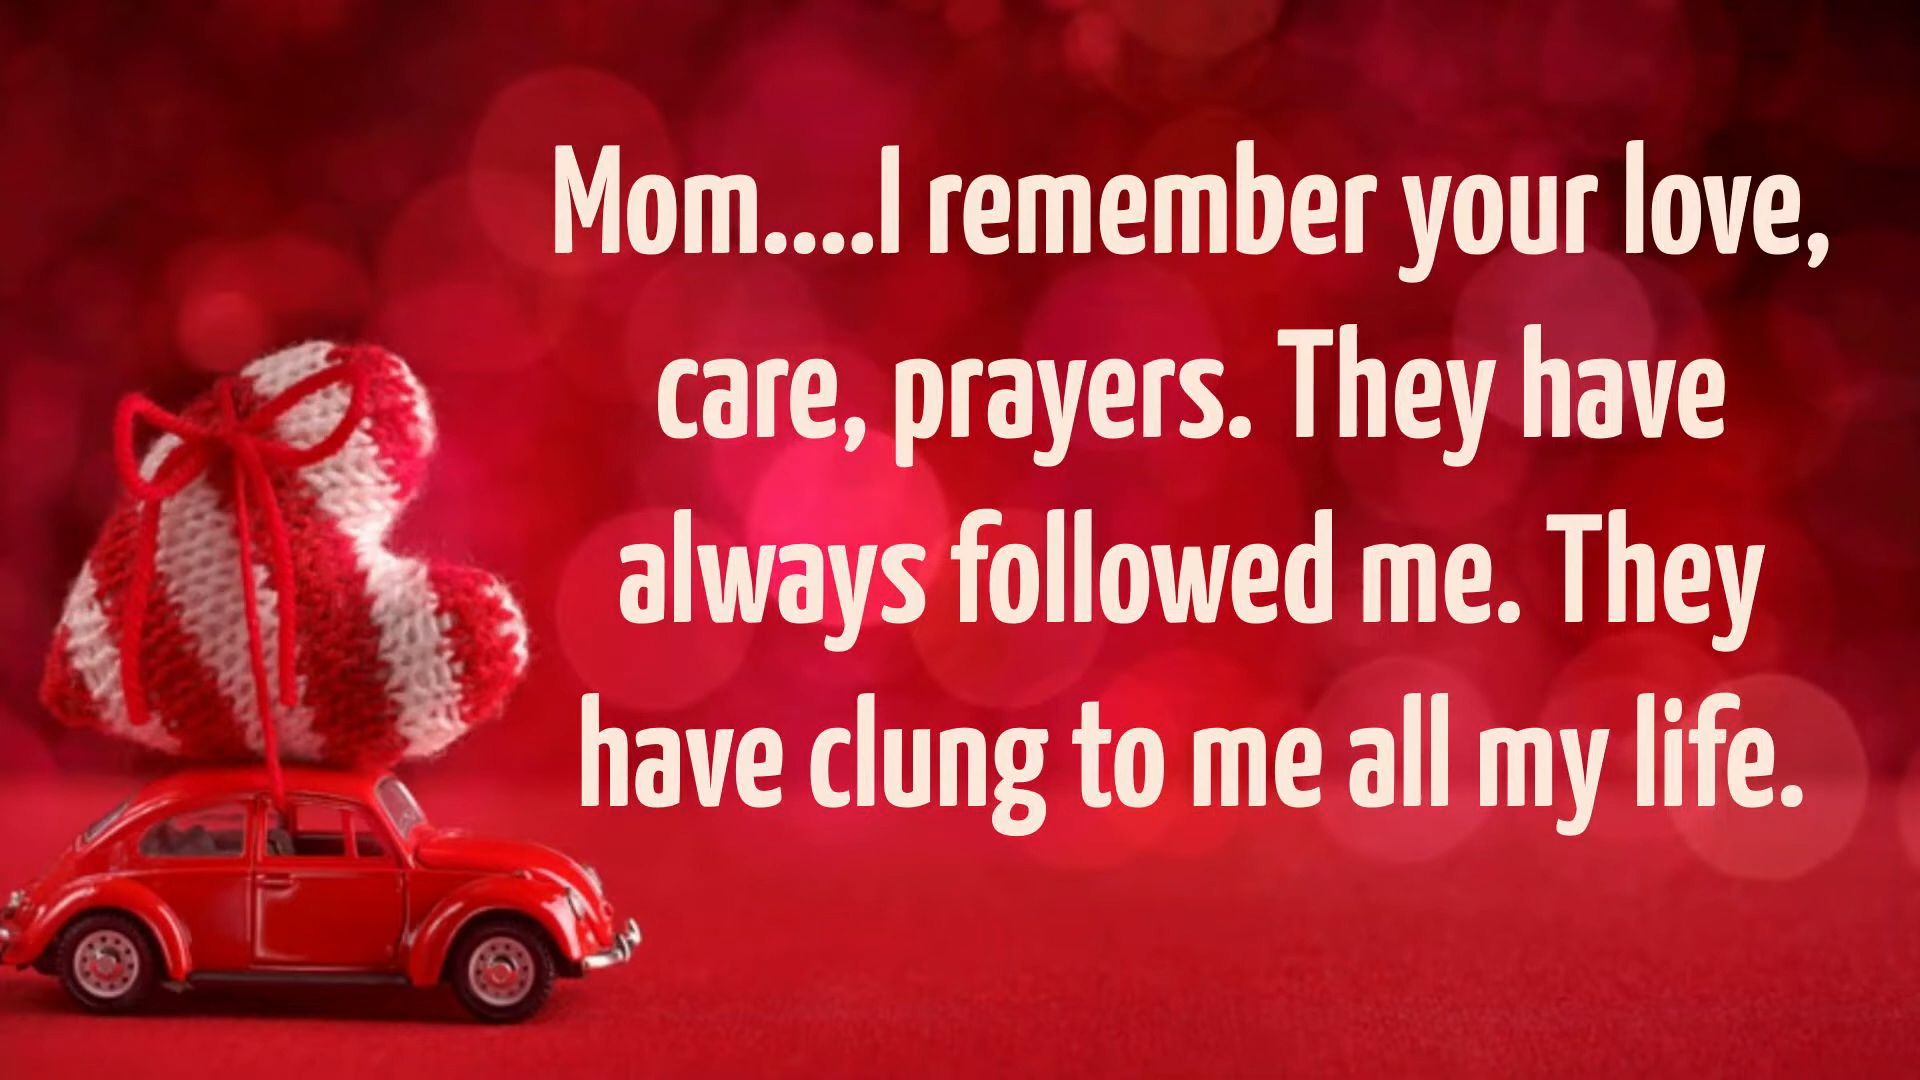 Mom....I remember your love,
care, prayers. They have
always followed me. They
have clung to me all my life.